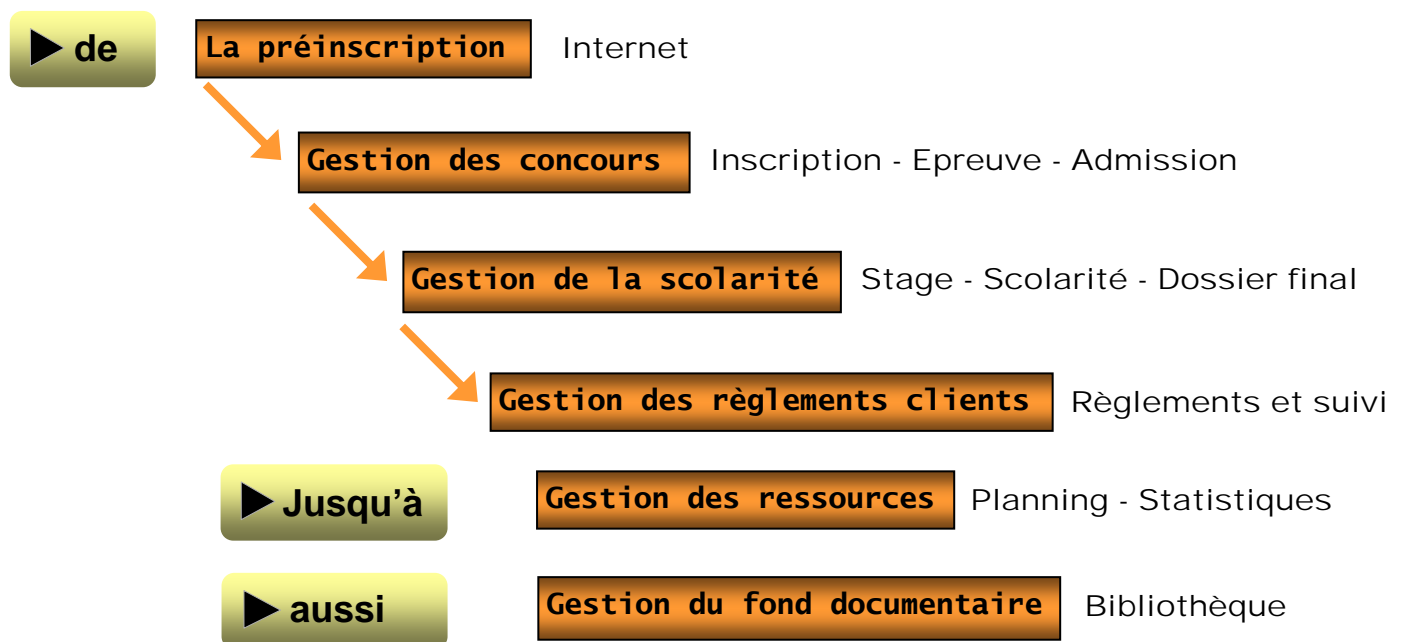 ▶ de La préinscription Internet
Gestion des concours Inscription - Epreuve - Admission
Gestion de la scolarité Stage - Scolarité - Dossier final
Gestion des règlements clients Règlements et suivi
▶ Jusqu’à Gestion des ressources Planning - Statistiques
▶ aussi Gestion du fond documentaire Bibliothèque